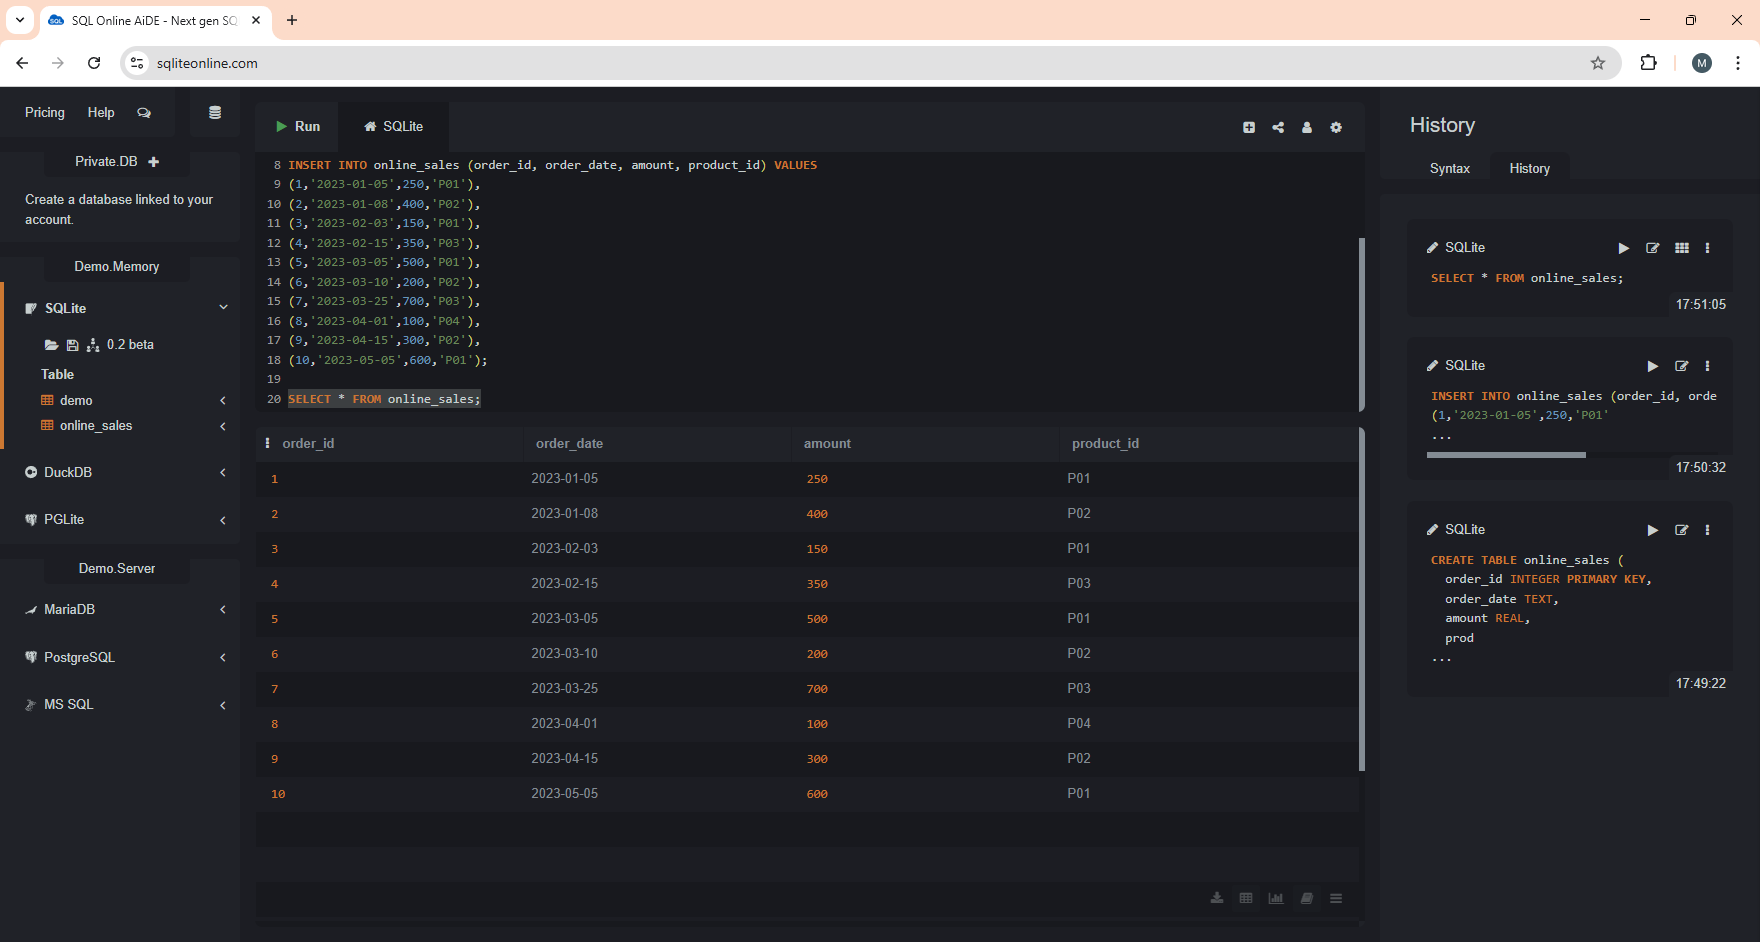 SQL Online AiDE - Next gen SQ
sqliteonline.com
M
Pricing Help
Private.DB
Create a database linked to your
account.
Demo.Memory
SQLite
0.2 beta
Table
demo
online_sales
DuckDB
PGLite
Demo.Server
MariaDB
PostgreSQL
MS SQL
Run SQLite
8 INSERT INTO online_sales (order_id, order_date, amount, product_id) VALUES
9 (1,'2023-01-05',250,'P01'),
10 (2,'2023-01-08',400,'P02'),
11 (3,'2023-02-03',150,'P01'),
12 (4,'2023-02-15',350,'P03'),
13 (5,'2023-03-05',500,'P01'),
14 (6,'2023-03-10',200,'P02'),
15 (7,'2023-03-25',700,'P03'),
16 (8,'2023-04-01',100,'P04'),
17 (9,'2023-04-15',300,'P02'),
18 (10,'2023-05-05',600,'P01');
19
20 SELECT * FROM online_sales;
order_id order_date amount product_id
1 2023-01-05 250 P01
2 2023-01-08 400 P02
3 2023-02-03 150 P01
4 2023-02-15 350 P03
5 2023-03-05 500 P01
6 2023-03-10 200 P02
7 2023-03-25 700 P03
8 2023-04-01 100 P04
9 2023-04-15 300 P02
10 2023-05-05 600 P01
History
Syntax History
SQLite
SELECT * FROM online_sales;
17:51:05
SQLite
INSERT INTO online_sales (order_id, orde
(1,'2023-01-05',250,'P01'
...
17:50:32
SQLite
CREATE TABLE online_sales (
order_id INTEGER PRIMARY KEY,
order_date TEXT,
amount REAL,
prod
...
17:49:22